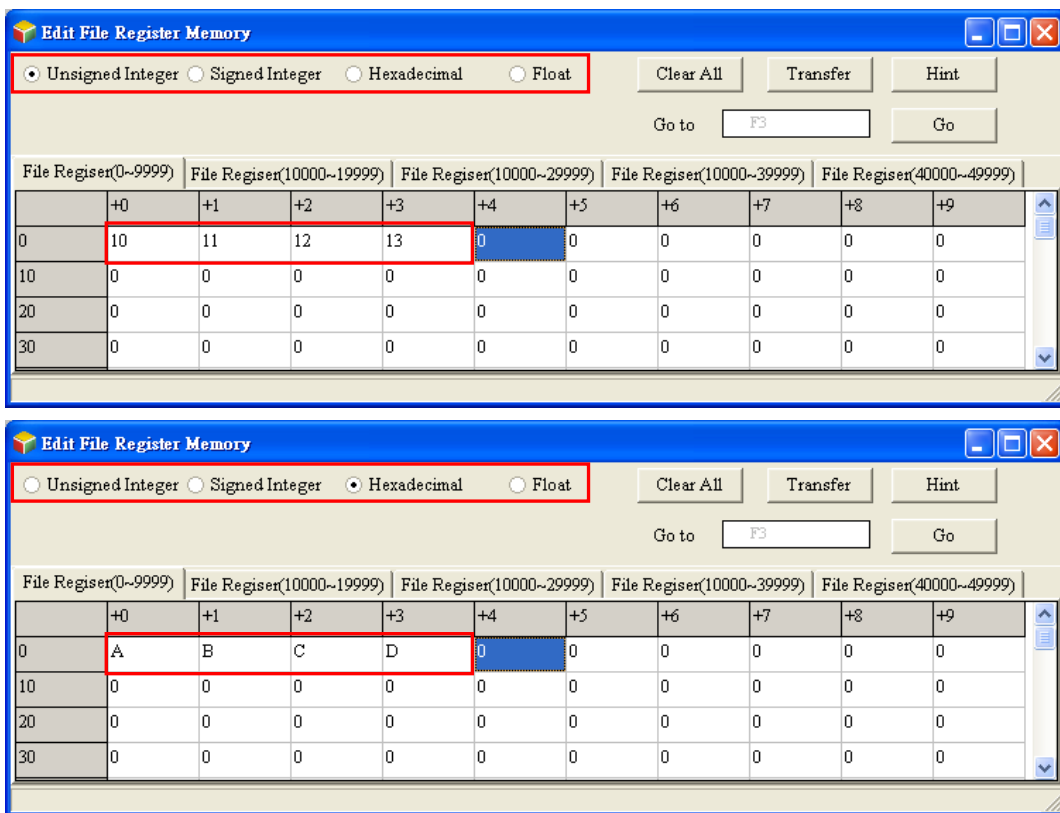 Edit File Register Memory
Unsigned Integer Signed Integer Hexadecimal Float Clear All Transfer Hint
Go to F3 Go
File Regiser(0~9999) File Regiser(10000~19999) File Regiser(10000~29999) File Regiser(10000~39999) File Regiser(40000~49999)
+0 +1 +2 +3 +4 +5 +6 +7 +8 +9
0 10 11 12 13 0 0 0 0 0 0
10 0 0 0 0 0 0 0 0 0 0
20 0 0 0 0 0 0 0 0 0 0
30 0 0 0 0 0 0 0 0 0 0
Edit File Register Memory
Unsigned Integer Signed Integer Hexadecimal Float Clear All Transfer Hint
Go to F3 Go
File Regiser(0~9999) File Regiser(10000~19999) File Regiser(10000~29999) File Regiser(10000~39999) File Regiser(40000~49999)
+0 +1 +2 +3 +4 +5 +6 +7 +8 +9
0 A B C D 0 0 0 0 0 0
10 0 0 0 0 0 0 0 0 0 0
20 0 0 0 0 0 0 0 0 0 0
30 0 0 0 0 0 0 0 0 0 0